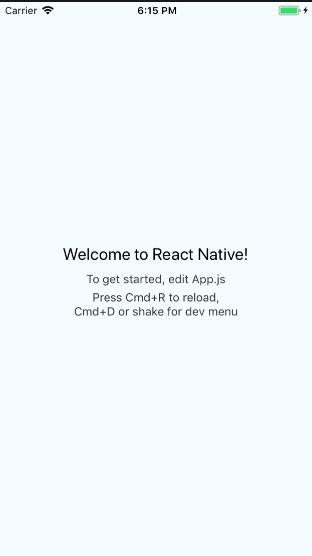 Carrier 6:15 PM
Welcome to React Native!
To get started, edit App.js
Press Cmd+R to reload,
Cmd+D or shake for dev menu